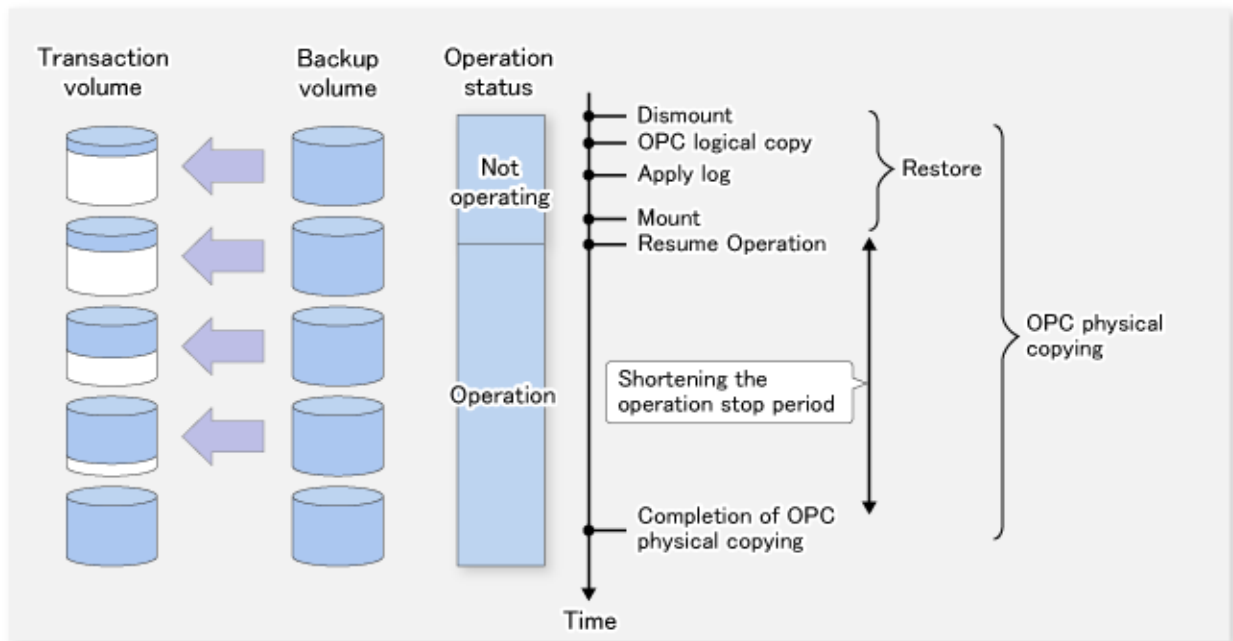 Transaction
volume
Backup
volume
Operation
status
Not
operating
Operation
Dismount
OPC logical copy
Apply log
Mount
Resume Operation
Restore
Shortening the
operation stop period
OPC physical
copying
Completion of OPC
physical copying
Time